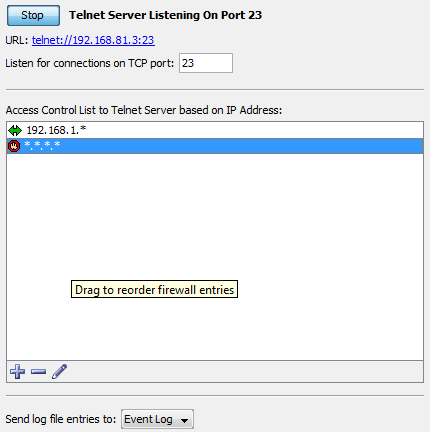 Stop Telnet Server Listening On Port 23
URL: telnet://192.168.81.3:23
Listen for connections on TCP port: 23
Access Control List to Telnet Server based on IP Address:
192.168.1.*
*.*.*.*
Drag to reorder firewall entries
Send log file entries to: Event Log